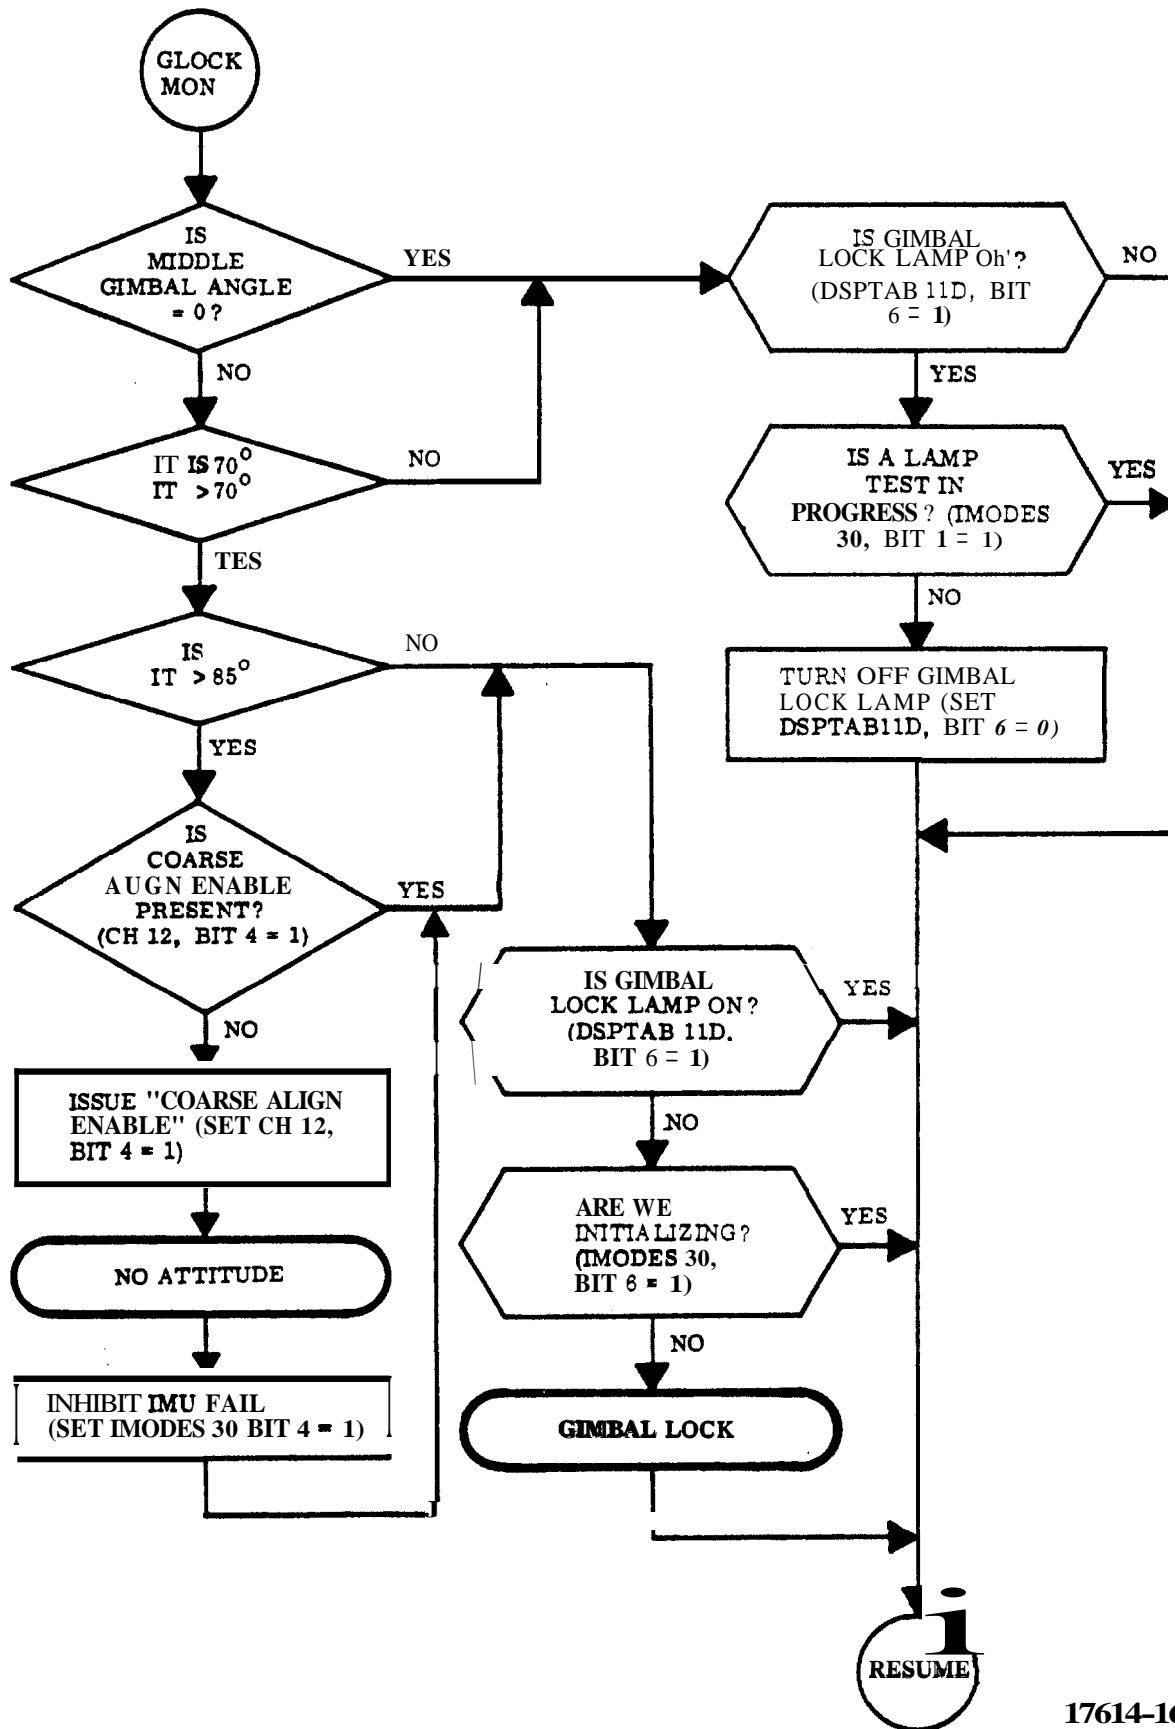 GLOCK
MON
IS
MIDDLE
GIMBAL ANGLE
= 0?
YES
NO
IT IS 70°
IT > 70°
NO
TES
IS
IT > 85°
NO
YES
IS
COARSE
AUGN ENABLE
PRESENT?
(CH 12, BIT 4 = 1)
YES
NO
ISSUE "COARSE ALIGN
ENABLE" (SET CH 12,
BIT 4 = 1)
NO ATTITUDE
INHIBIT IMU FAIL
(SET IMODES 30 BIT 4 = 1)
IS GIMBAL
LOCK LAMP Oh'?
(DSPTAB 11D, BIT
6 = 1)
NO
YES
IS A LAMP
TEST IN
PROGRESS? (IMODES
30, BIT 1 = 1)
YES
NO
TURN OFF GIMBAL
LOCK LAMP (SET
DSPTAB11D, BIT 6 = 0)
IS GIMBAL
LOCK LAMP ON?
(DSPTAB 11D.
BIT 6 = 1)
YES
NO
ARE WE
INITIALIZING?
(IMODES 30,
BIT 6 = 1)
YES
NO
GIMBAL LOCK
i
RESUME
17614-16